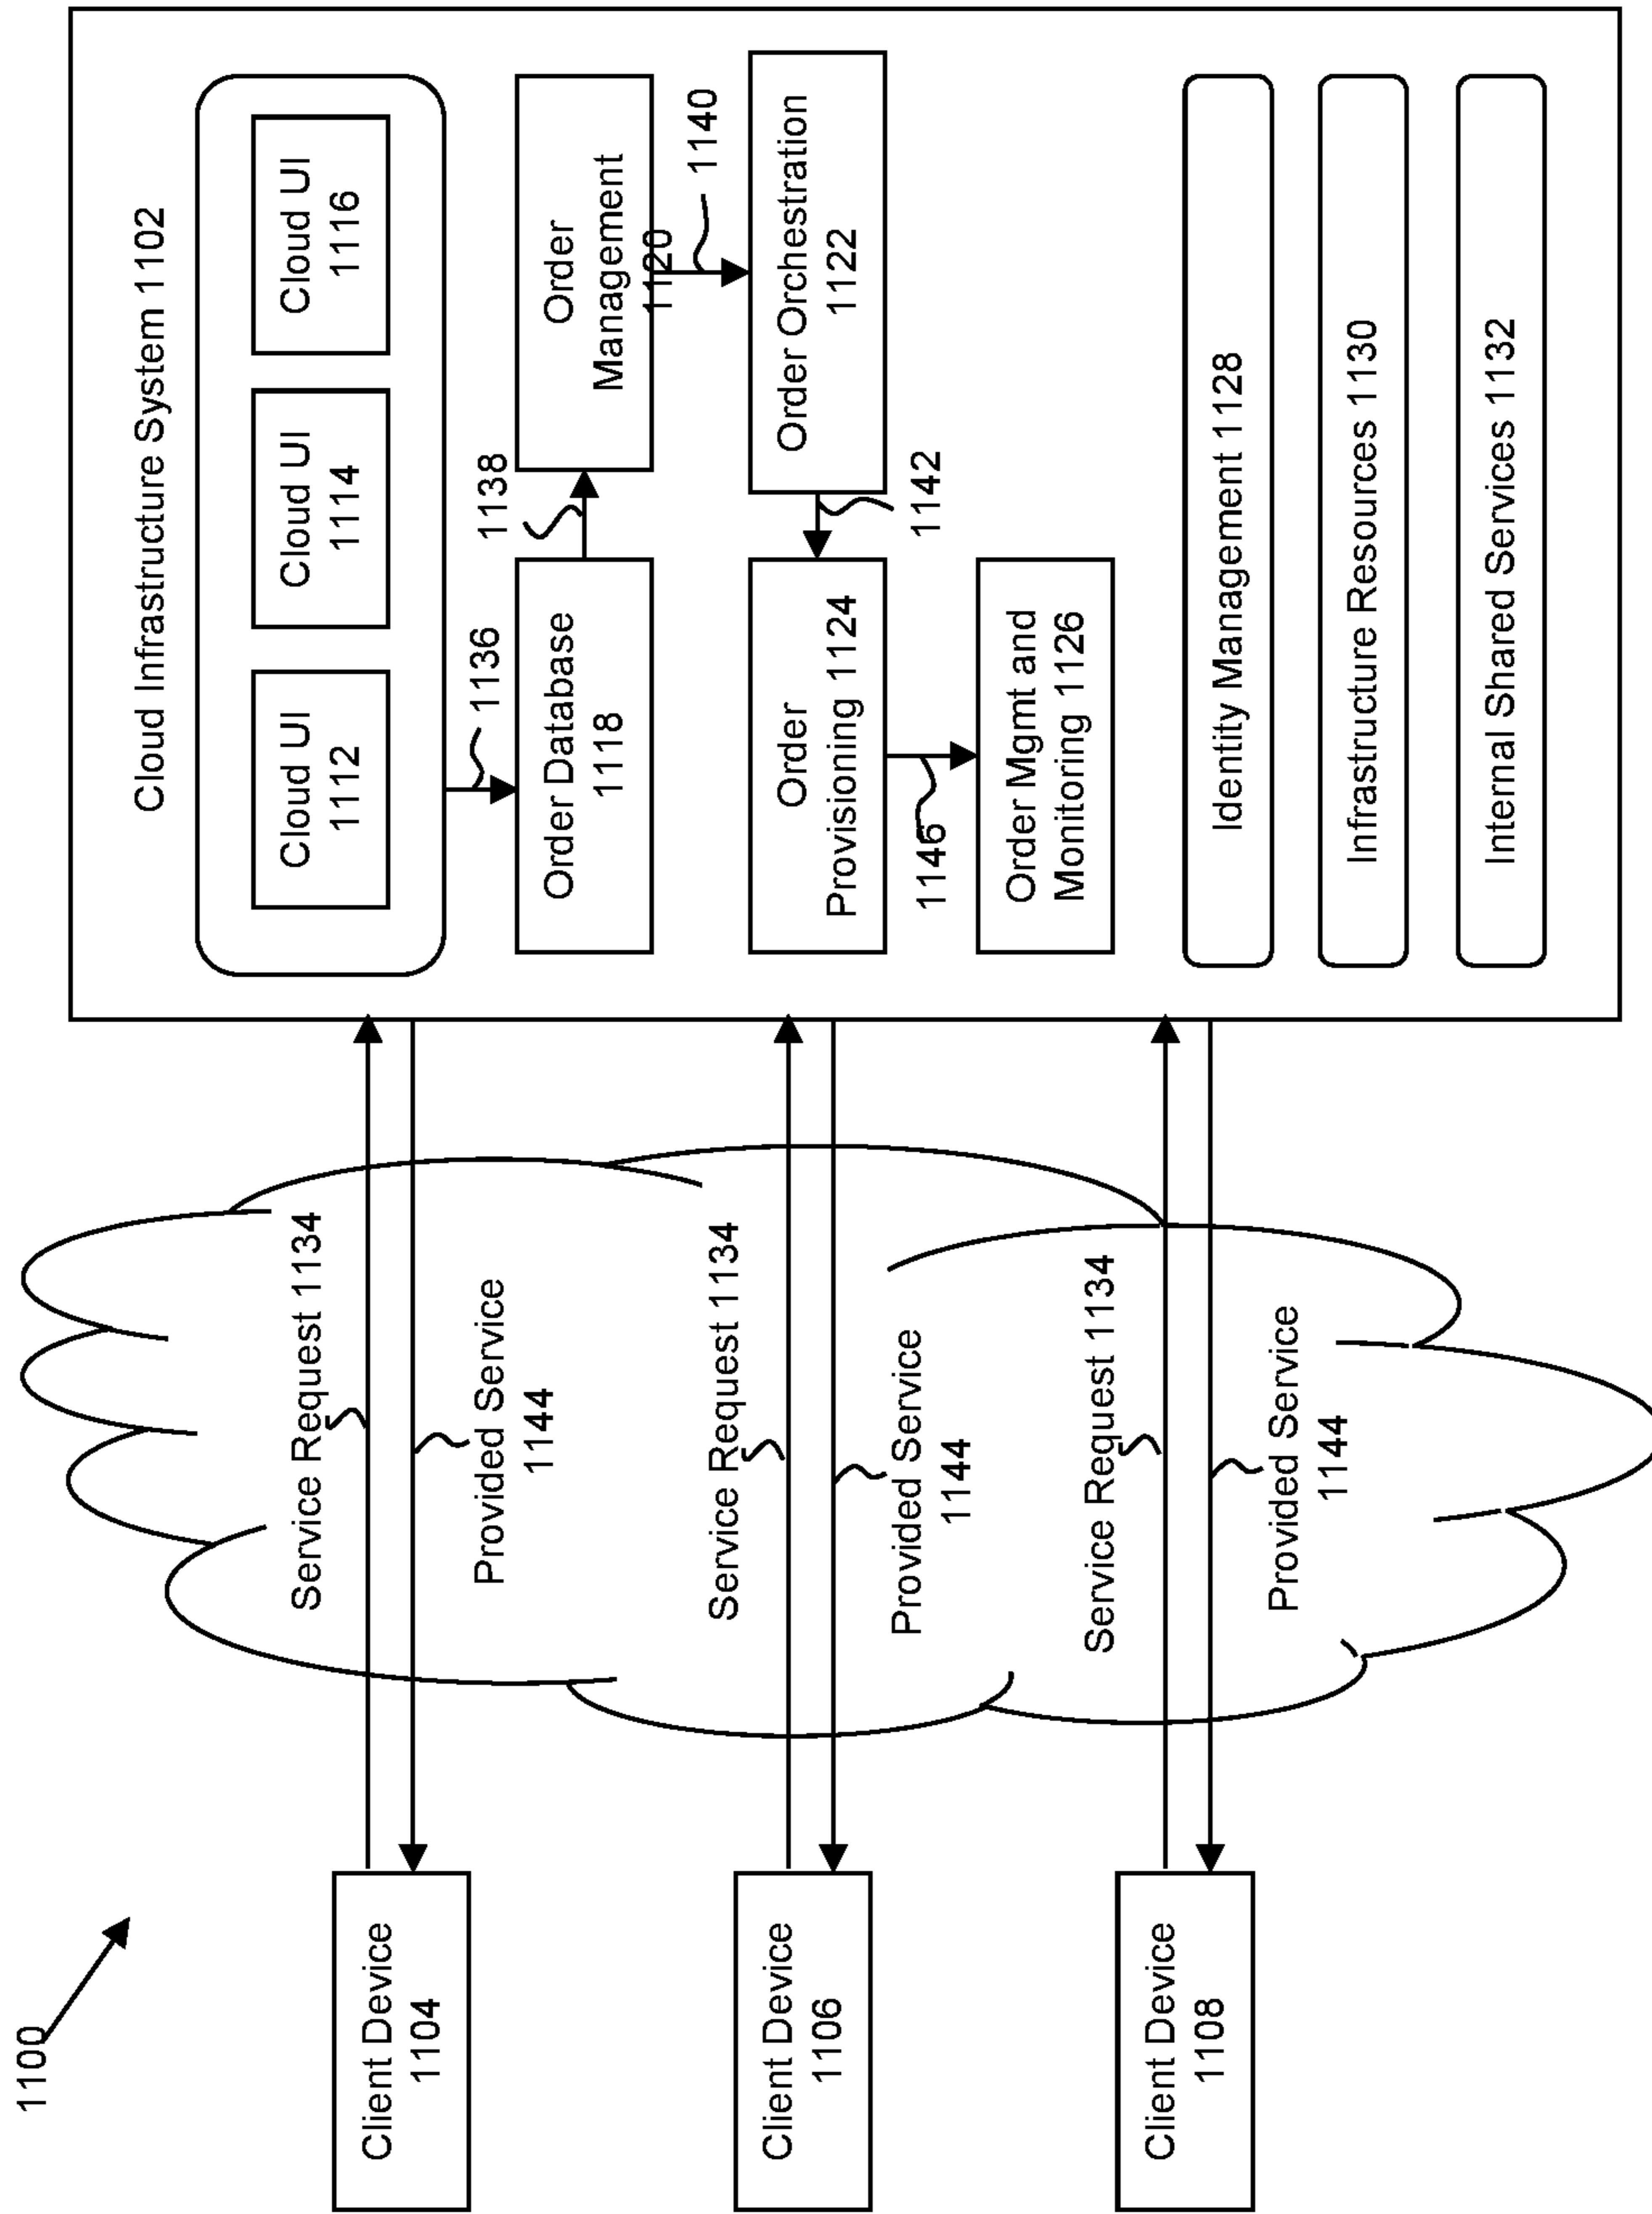 1100
Client Device
1104
Client Device
1106
Client Device
1108
Service Request 1134
Provided Service
1144
Service Request 1134
Provided Service
1144
Service Request 1134
Provided Service
1144
Cloud Infrastructure System 1102
Cloud UI
1112
Cloud UI
1114
Cloud UI
1116
1136
Order Database
1118
1138
Order
Management
1120
1140
Order Orchestration
1122
1142
Order
Provisioning 1124
1146
Order Mgmt and
Monitoring 1126
Identity Management 1128
Infrastructure Resources 1130
Internal Shared Services 1132